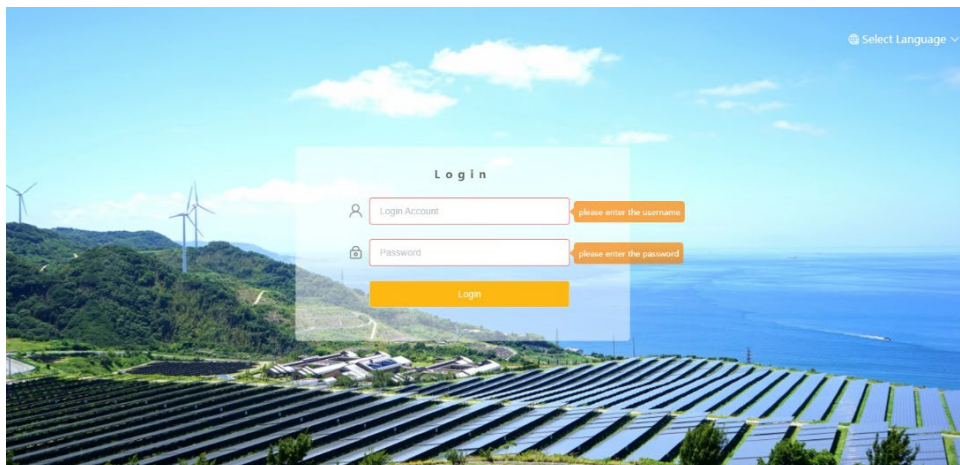 Select Language
Login
Login Account
please enter the username
Password
please enter the password
Login